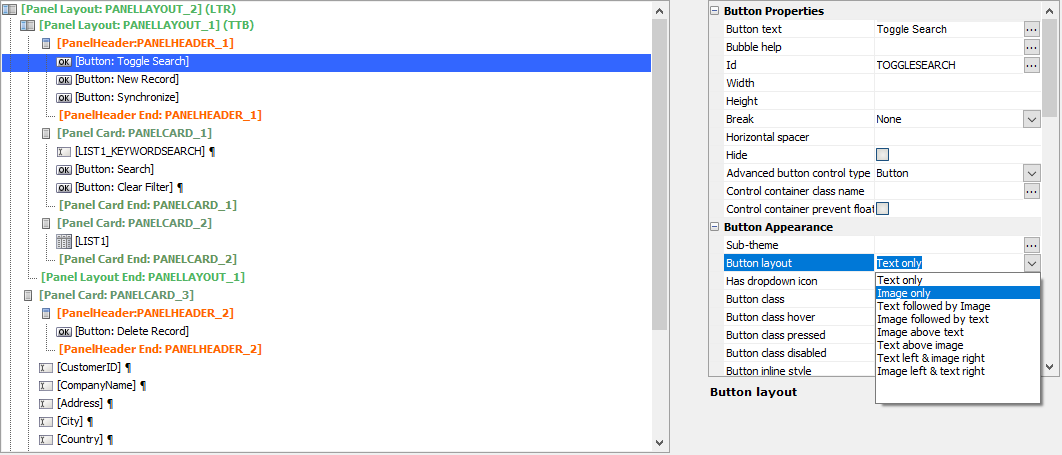 [Panel Layout: PANELLAYOUT_2] (LTR)
[Panel Layout: PANELLAYOUT_1] (TTB)
[PanelHeader:PANELHEADER_1]
OK [Button: Toggle Search]
OK [Button: New Record]
OK [Button: Synchronize]
[PanelHeader End: PANELHEADER_1]
[Panel Card: PANELCARD_1]
[LIST1_KEYWORDSEARCH] ¶
OK [Button: Search]
OK [Button: Clear Filter] ¶
[Panel Card End: PANELCARD_1]
[Panel Card: PANELCARD_2]
[LIST1]
[Panel Card End: PANELCARD_2]
[Panel Layout End: PANELLAYOUT_1]
[Panel Card: PANELCARD_3]
[PanelHeader:PANELHEADER_2]
OK [Button: Delete Record]
[PanelHeader End: PANELHEADER_2]
[CustomerID] ¶
[CompanyName] ¶
[Address] ¶
[City] ¶
[Country] ¶
Button Properties
Button text Toggle Search ...
Bubble help ...
Id TOGGLESEARCH ...
Width
Height
Break None
Horizontal spacer
Hide
Advanced button control type Button
Control container class name ...
Control container prevent float
Button Appearance
Sub-theme ...
Button layout Text only
Has dropdown icon
Button class
Button class hover
Button class pressed
Button class disabled
Button inline style
Text only
Image only
Text followed by Image
Image followed by text
Image above text
Text above image
Text left & image right
Image left & text right
Button layout